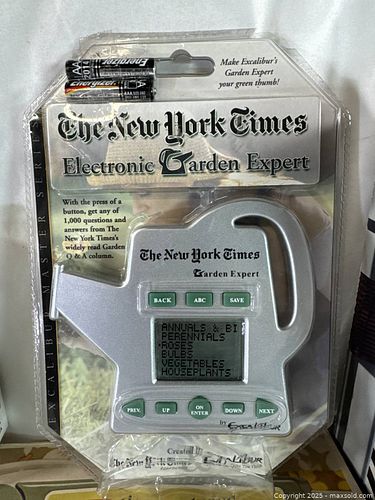 Energizer
AAA
2014
Energizer
Make Excalibur's
Garden Expert
your green thumb!
The New York Times
Electronic Garden Expert
With the press of a
button, get any of
1,000 questions and
answers from The
New York Times's
widely read Garden
Q & A column.
EXCALIBUR MASTER SERIES
The New York Times
Garden Expert
BACK
ABC
SAVE
ANNUALS & BI
PERENNIALS
ROSES
BULBS
VEGETABLES
HOUSEPLANTS
PREV.
UP
ON
ENTER
DOWN
NEXT
by EXCALIBUR
Created by
The New York Times
EXCALIBUR
Copyright 2025 - maxsold.com